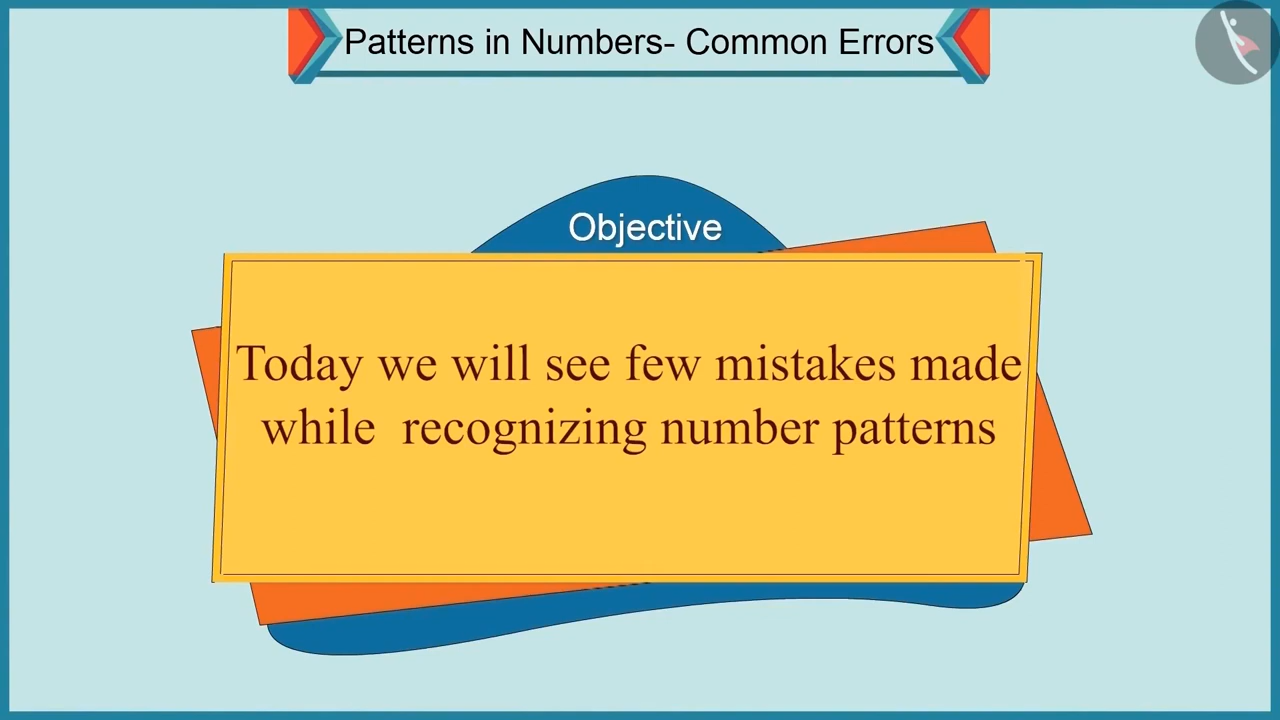 Patterns in Numbers- Common Errors
Objective
Today we will see few mistakes made
while recognizing number patterns